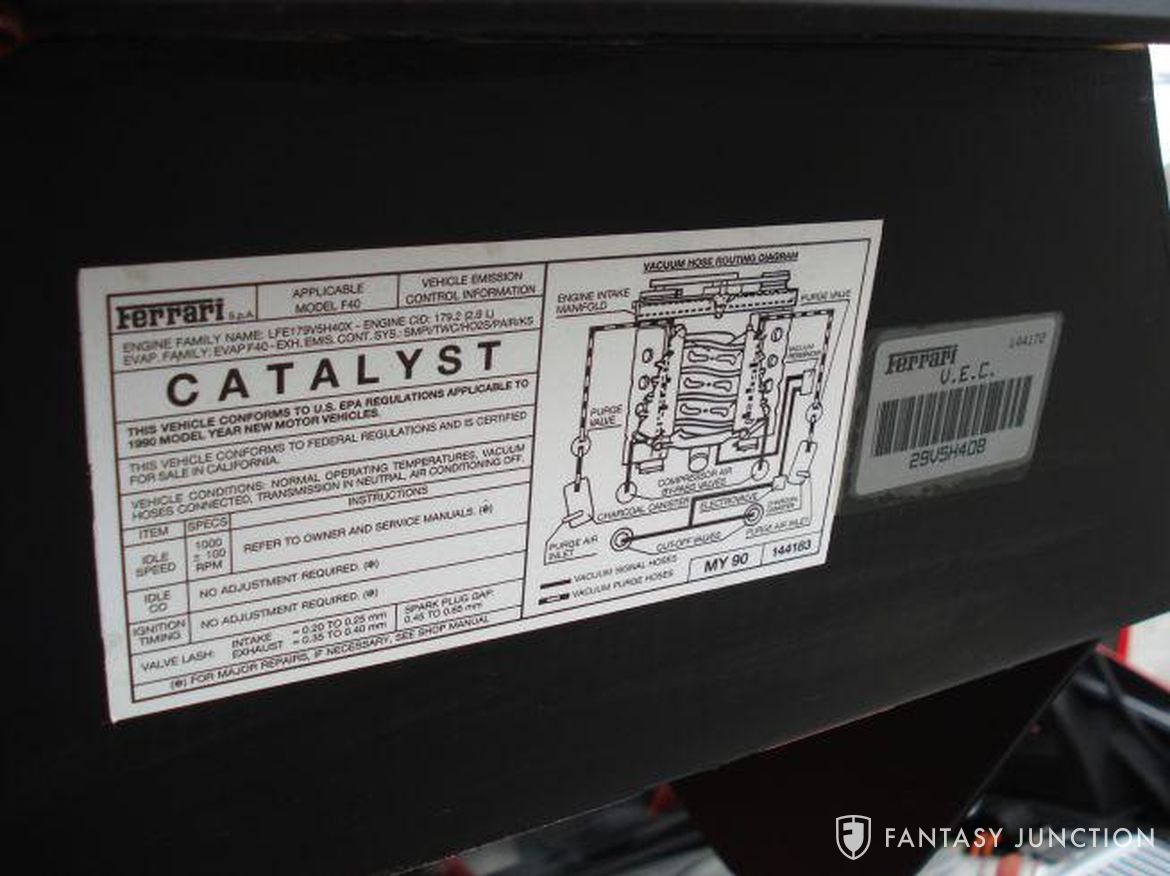 Ferrari S.p.A.
APPLICABLE
MODEL F40
VEHICLE EMISSION
CONTROL INFORMATION
ENGINE FAMILY NAME: LFE179V5H40X - ENGINE CID: 179.2 (2.9 L)
EVAP. FAMILY: EVAP F40 - EXH. EMIS. CONT. SYS.: SMPI/TWC/HO2S/PAIR/KS
CATALYST
THIS VEHICLE CONFORMS TO U.S. EPA REGULATIONS APPLICABLE TO
1990 MODEL YEAR NEW MOTOR VEHICLES.
THIS VEHICLE CONFORMS TO FEDERAL REGULATIONS AND IS CERTIFIED
FOR SALE IN CALIFORNIA.
VEHICLE CONDITIONS: NORMAL OPERATING TEMPERATURES, VACUUM
HOSES CONNECTED, TRANSMISSION IN NEUTRAL, AIR CONDITIONING OFF.
ITEM
SPECS
INSTRUCTIONS
IDLE
SPEED
1000
± 100
RPM
REFER TO OWNER AND SERVICE MANUALS. (⊕)
IDLE
CO
NO ADJUSTMENT REQUIRED. (⊕)
IGNITION
TIMING
NO ADJUSTMENT REQUIRED. (⊕)
VALVE LASH:
INTAKE = 0.20 TO 0.25 mm
EXHAUST = 0.35 TO 0.40 mm
SPARK PLUG GAP:
0.45 TO 0.55 mm
(⊕) FOR MAJOR REPAIRS, IF NECESSARY, SEE SHOP MANUAL
VACUUM HOSE ROUTING DIAGRAM
ENGINE INTAKE
MANIFOLD
PURGE VALVE
VACUUM
RESERVOIR
PURGE
VALVE
COMPRESSOR AIR
BY-PASS VALVES
CHARCOAL CANISTER
ELECTROVALVE
CHARCOAL
CANISTER
PURGE AIR
INLET
CUT-OFF VALVES
PURGE AIR INLET
VACUUM SIGNAL HOSES
VACUUM PURGE HOSES
MY 90
144183
Ferrari
144170
V.E.C.
29V5H40B
FANTASY JUNCTION